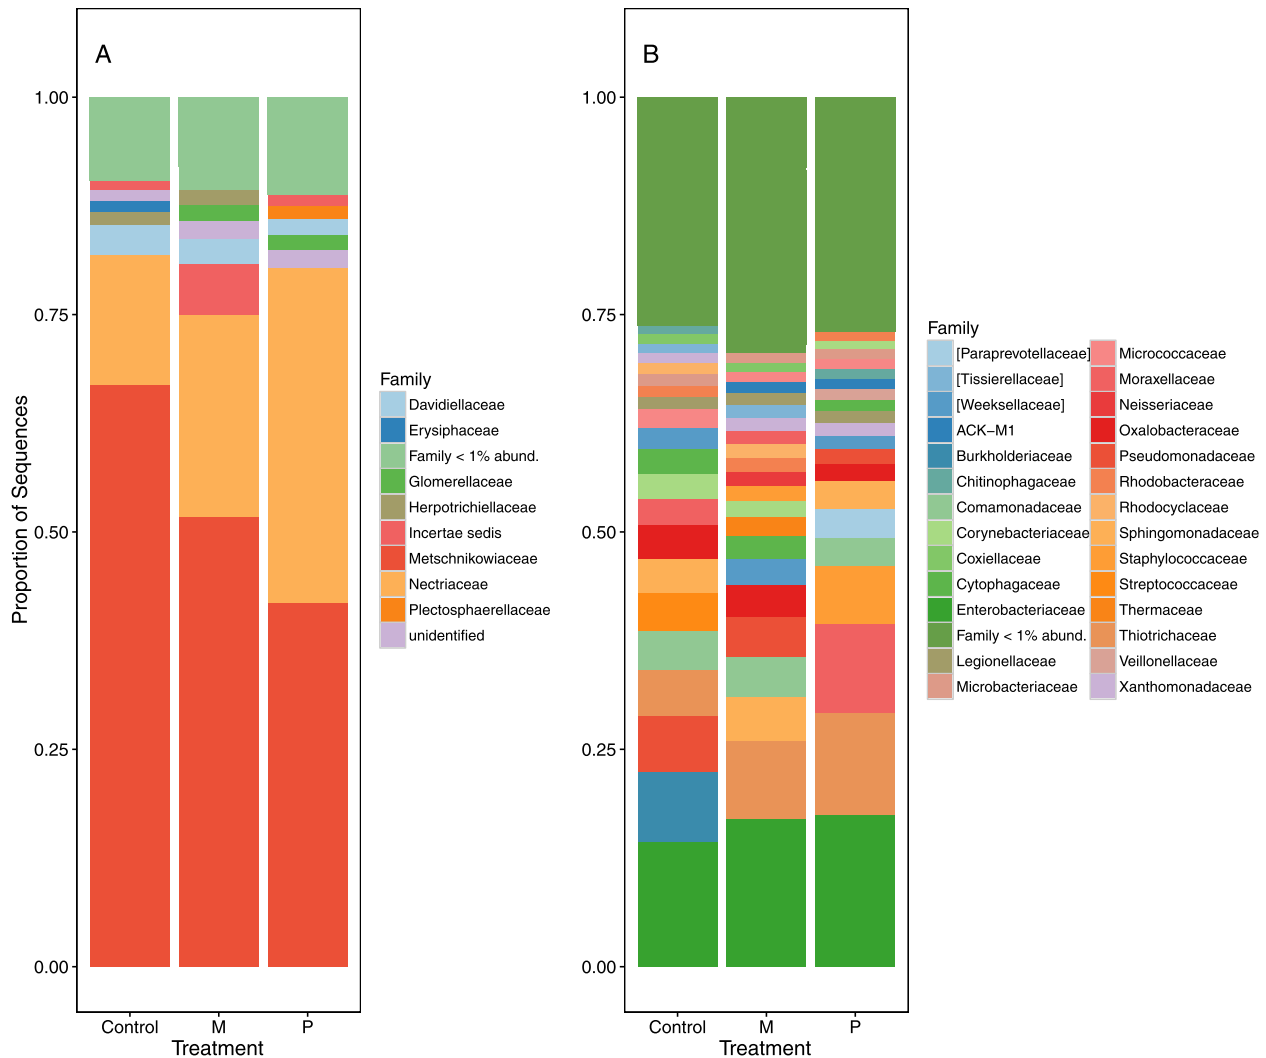 A
1.00
0.75
0.50
0.25
0.00
Proportion of Sequences
Control M P
Treatment
Family
Davidiellaceae
Erysiphaceae
Family < 1% abund.
Glomerellaceae
Herpotrichiellaceae
Incertae sedis
Metschnikowiaceae
Nectriaceae
Plectosphaerellaceae
unidentified
B
1.00
0.75
0.50
0.25
0.00
Control M P
Treatment
Family
[Paraprevotellaceae]
[Tissierellaceae]
[Weeksellaceae]
ACK−M1
Burkholderiaceae
Chitinophagaceae
Comamonadaceae
Corynebacteriaceae
Coxiellaceae
Cytophagaceae
Enterobacteriaceae
Family < 1% abund.
Legionellaceae
Microbacteriaceae
Micrococcaceae
Moraxellaceae
Neisseriaceae
Oxalobacteraceae
Pseudomonadaceae
Rhodobacteraceae
Rhodocyclaceae
Sphingomonadaceae
Staphylococcaceae
Streptococcaceae
Thermaceae
Thiotrichaceae
Veillonellaceae
Xanthomonadaceae